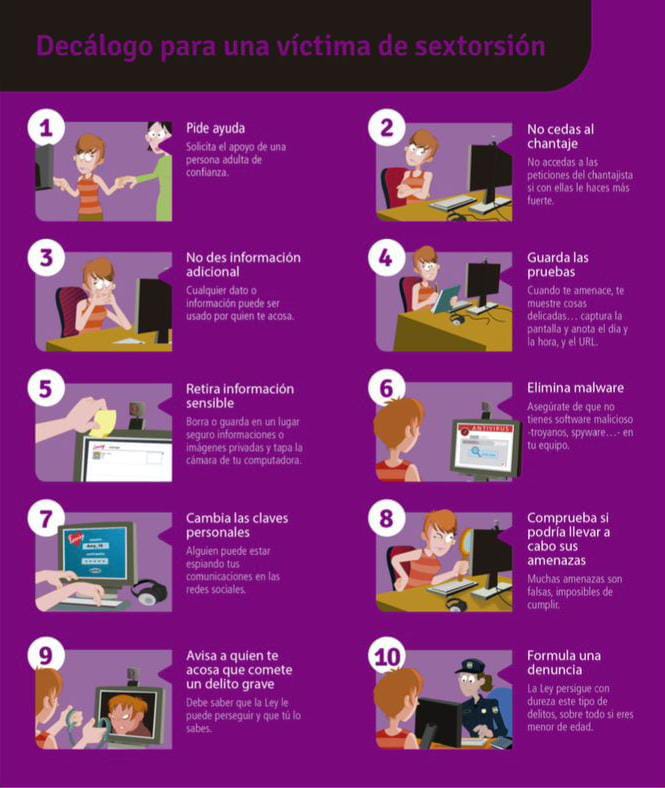 Decálogo para una víctima de sextorsión
1
Pide ayuda
Solicita el apoyo de una
persona adulta de
confianza.
2
No cedas al
chantaje
No accedas a las
peticiones del chantajista
si con ellas le haces más
fuerte.
3
No des información
adicional
Cualquier dato o
información puede ser
usado por quien te acosa.
4
Guarda las
pruebas
Cuando te amenace, te
muestre cosas
delicadas... captura la
pantalla y anota el día y
la hora, y el URL.
5
Retira información
sensible
Borra o guarda en un lugar
seguro informaciones o
imágenes privadas y tapa la
cámara de tu computadora.
6
ANTIVIRUS
Elimina malware
Asegúrate de que no
tienes software malicioso
-troyanos, spyware...- en
tu equipo.
7
Cambia las claves
personales
Alguien puede estar
espiando tus
comunicaciones en las
redes sociales.
8
Comprueba si
podría llevar a
cabo sus
amenazas
Muchas amenazas son
falsas, imposibles de
cumplir.
9
Avisa a quien te
acosa que comete
un delito grave
Debe saber que la Ley le
puede perseguir y que tú lo
sabes.
10
Formula una
denuncia
La Ley persigue con
dureza este tipo de
delitos, sobre todo si eres
menor de edad.